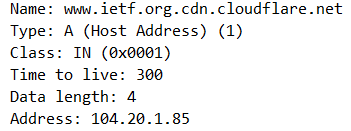 Name: www.ietf.org.cdn.cloudflare.net
Type: A (Host Address) (1)
Class: IN (0x0001)
Time to live: 300
Data length: 4
Address: 104.20.1.85